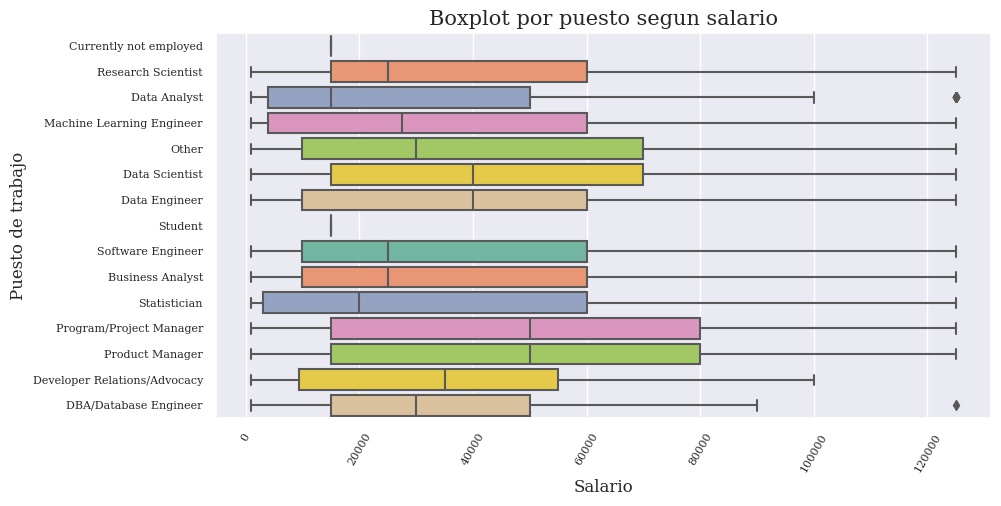 Boxplot por puesto segun salario
Puesto de trabajo
Currently not employed
Research Scientist
Data Analyst
Machine Learning Engineer
Other
Data Scientist
Data Engineer
Student
Software Engineer
Business Analyst
Statistician
Program/Project Manager
Product Manager
Developer Relations/Advocacy
DBA/Database Engineer
0
20000
40000
60000
80000
100000
120000
Salario